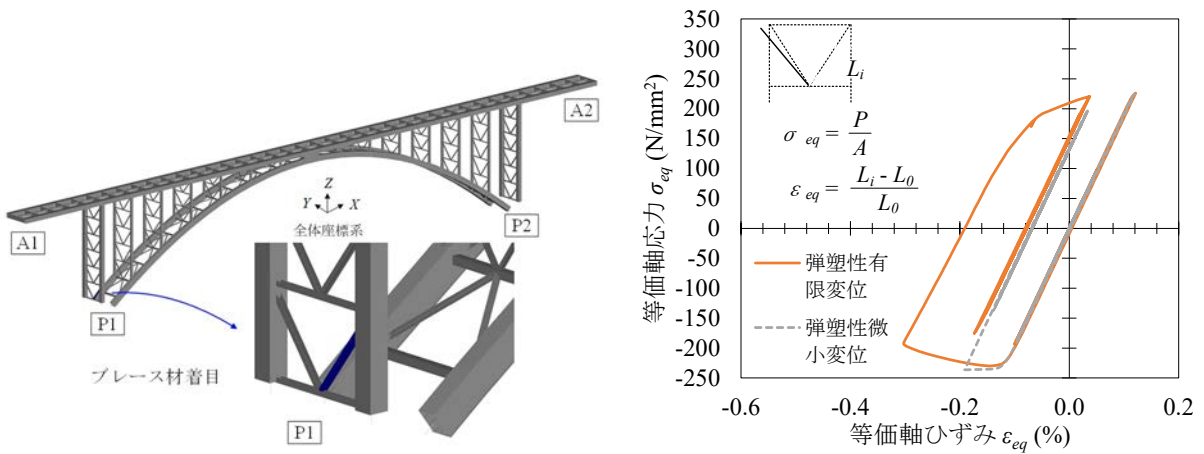 A2
Z
Y
X
全体座標系
A1
P2
P1
ブレース材着目
P1
350
300
250
200
150
100
50
0
-50
-100
-150
-200
-250
等価軸応力 σeq (N/mm²)
Li
σ eq = P / A
ε eq = Li - L0 / L0
弾塑性有
限変位
弾塑性微
小変位
-0.6
-0.4
-0.2
0.0
0.2
等価軸ひずみ εeq (%)